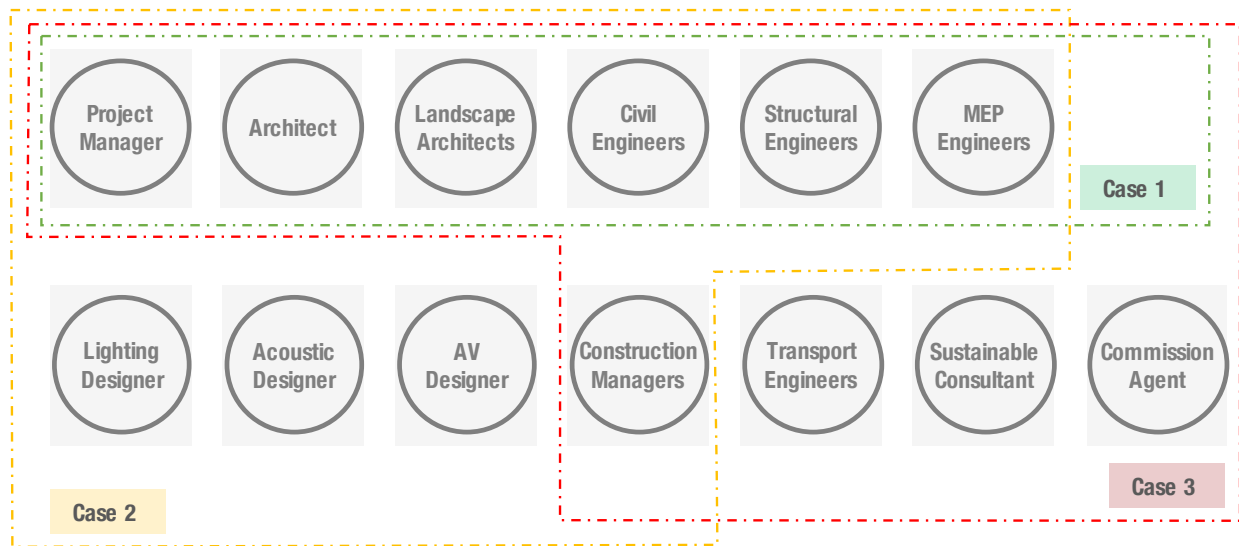 Project
Manager
Architect
Landscape
Architects
Civil
Engineers
Structural
Engineers
MEP
Engineers
Case 1
Lighting
Designer
Acoustic
Designer
AV
Designer
Construction
Managers
Transport
Engineers
Sustainable
Consultant
Commission
Agent
Case 2
Case 3